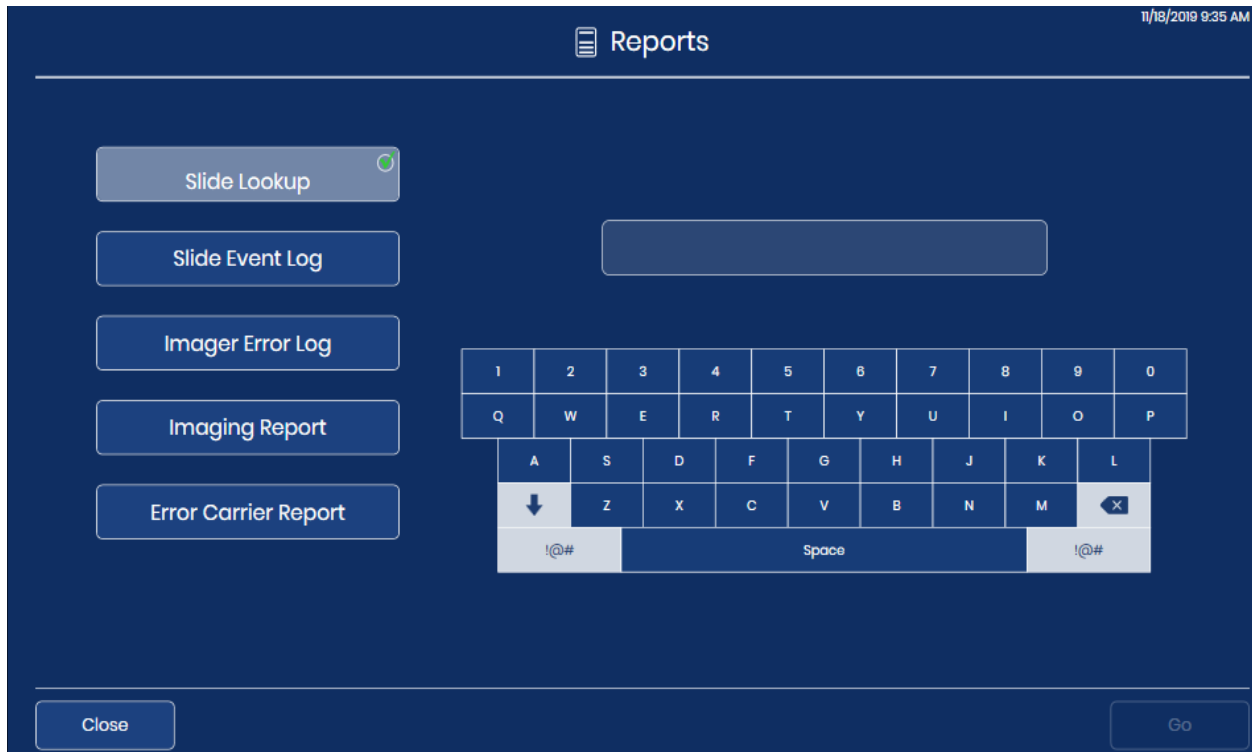 11/18/2019 9:35 AM
Reports
Slide Lookup
Slide Event Log
Imager Error Log
Imaging Report
Error Carrier Report
1 2 3 4 5 6 7 8 9 0
Q W E R T Y U I O P
A S D F G H J K L
Z X C V B N M
!@# Space !@#
Close
Go